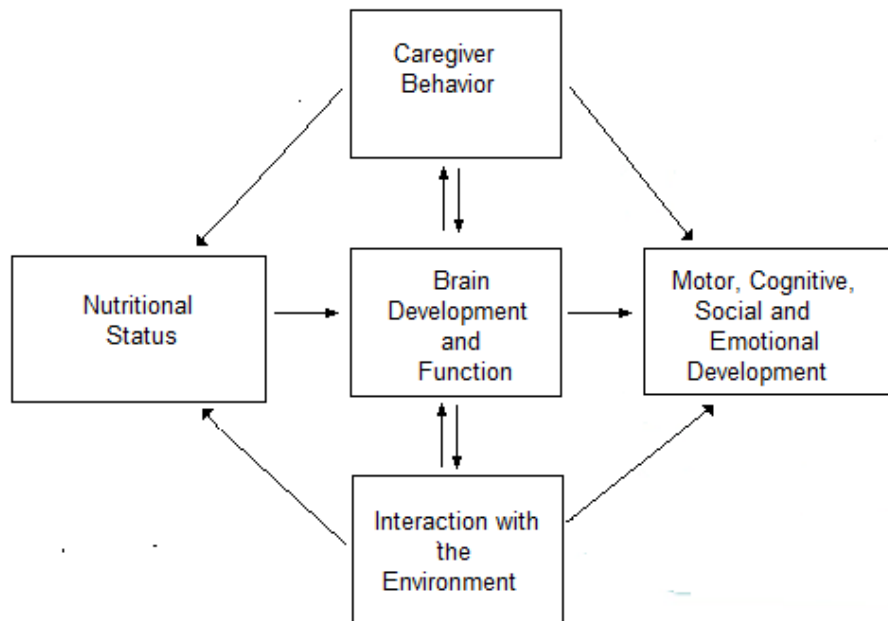 Caregiver
Behavior
Nutritional
Status
Brain
Development
and
Function
Motor, Cognitive,
Social and
Emotional
Development
Interaction with
the
Environment